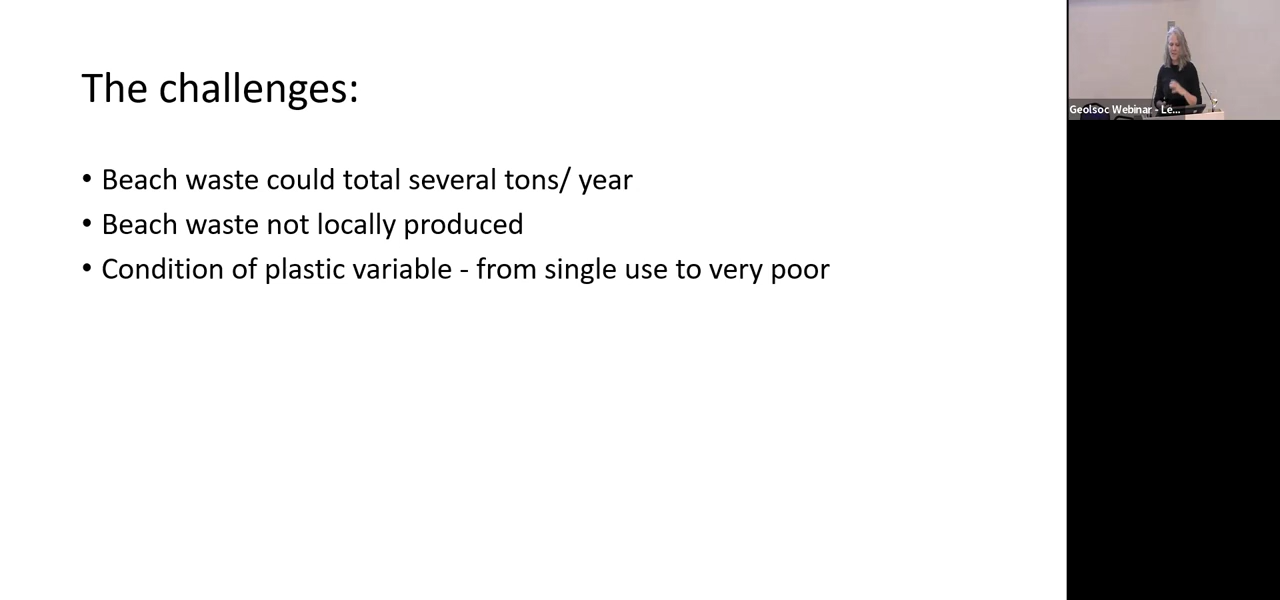 The challenges:
• Beach waste could total several tons/ year
• Beach waste not locally produced
• Condition of plastic variable - from single use to very poor
Geolsoc Webinar - Le...